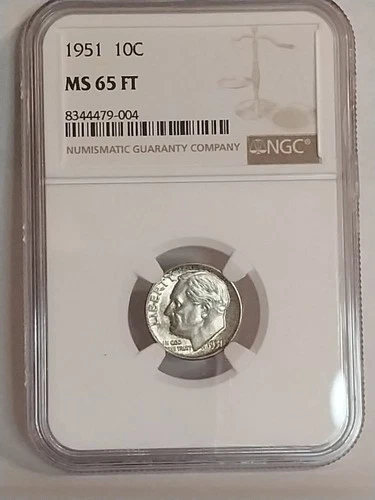 1951 10C
MS 65 FT
8344479-004
NUMISMATIC GUARANTY COMPANY
NGC®
LIBERTY
IN GOD
WE TRUST
1951